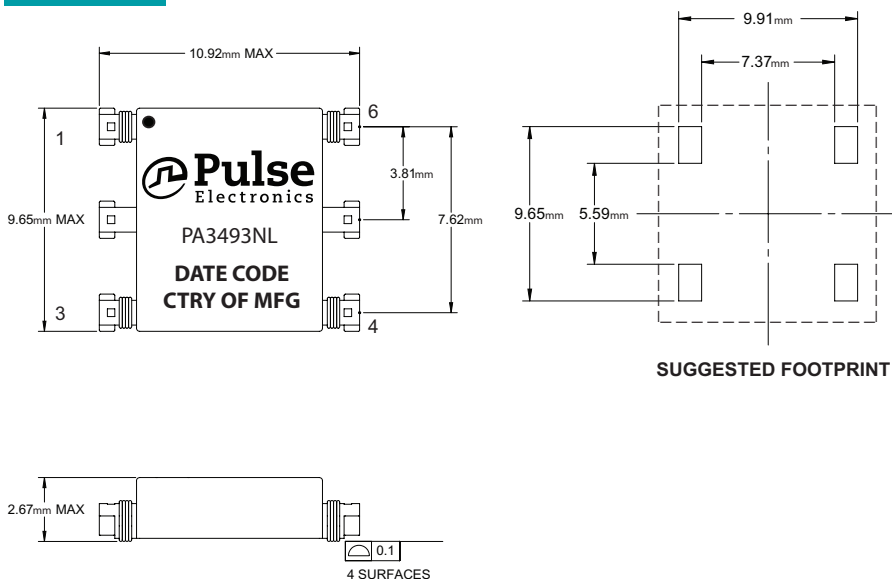 10.92mm MAX
1
6
Pulse
Electronics
3.81mm
9.65mm MAX
7.62mm
PA3493NL
DATE CODE
CTRY OF MFG
3
4
9.91mm
7.37mm
9.65mm
5.59mm
SUGGESTED FOOTPRINT
2.67mm MAX
0.1
4 SURFACES